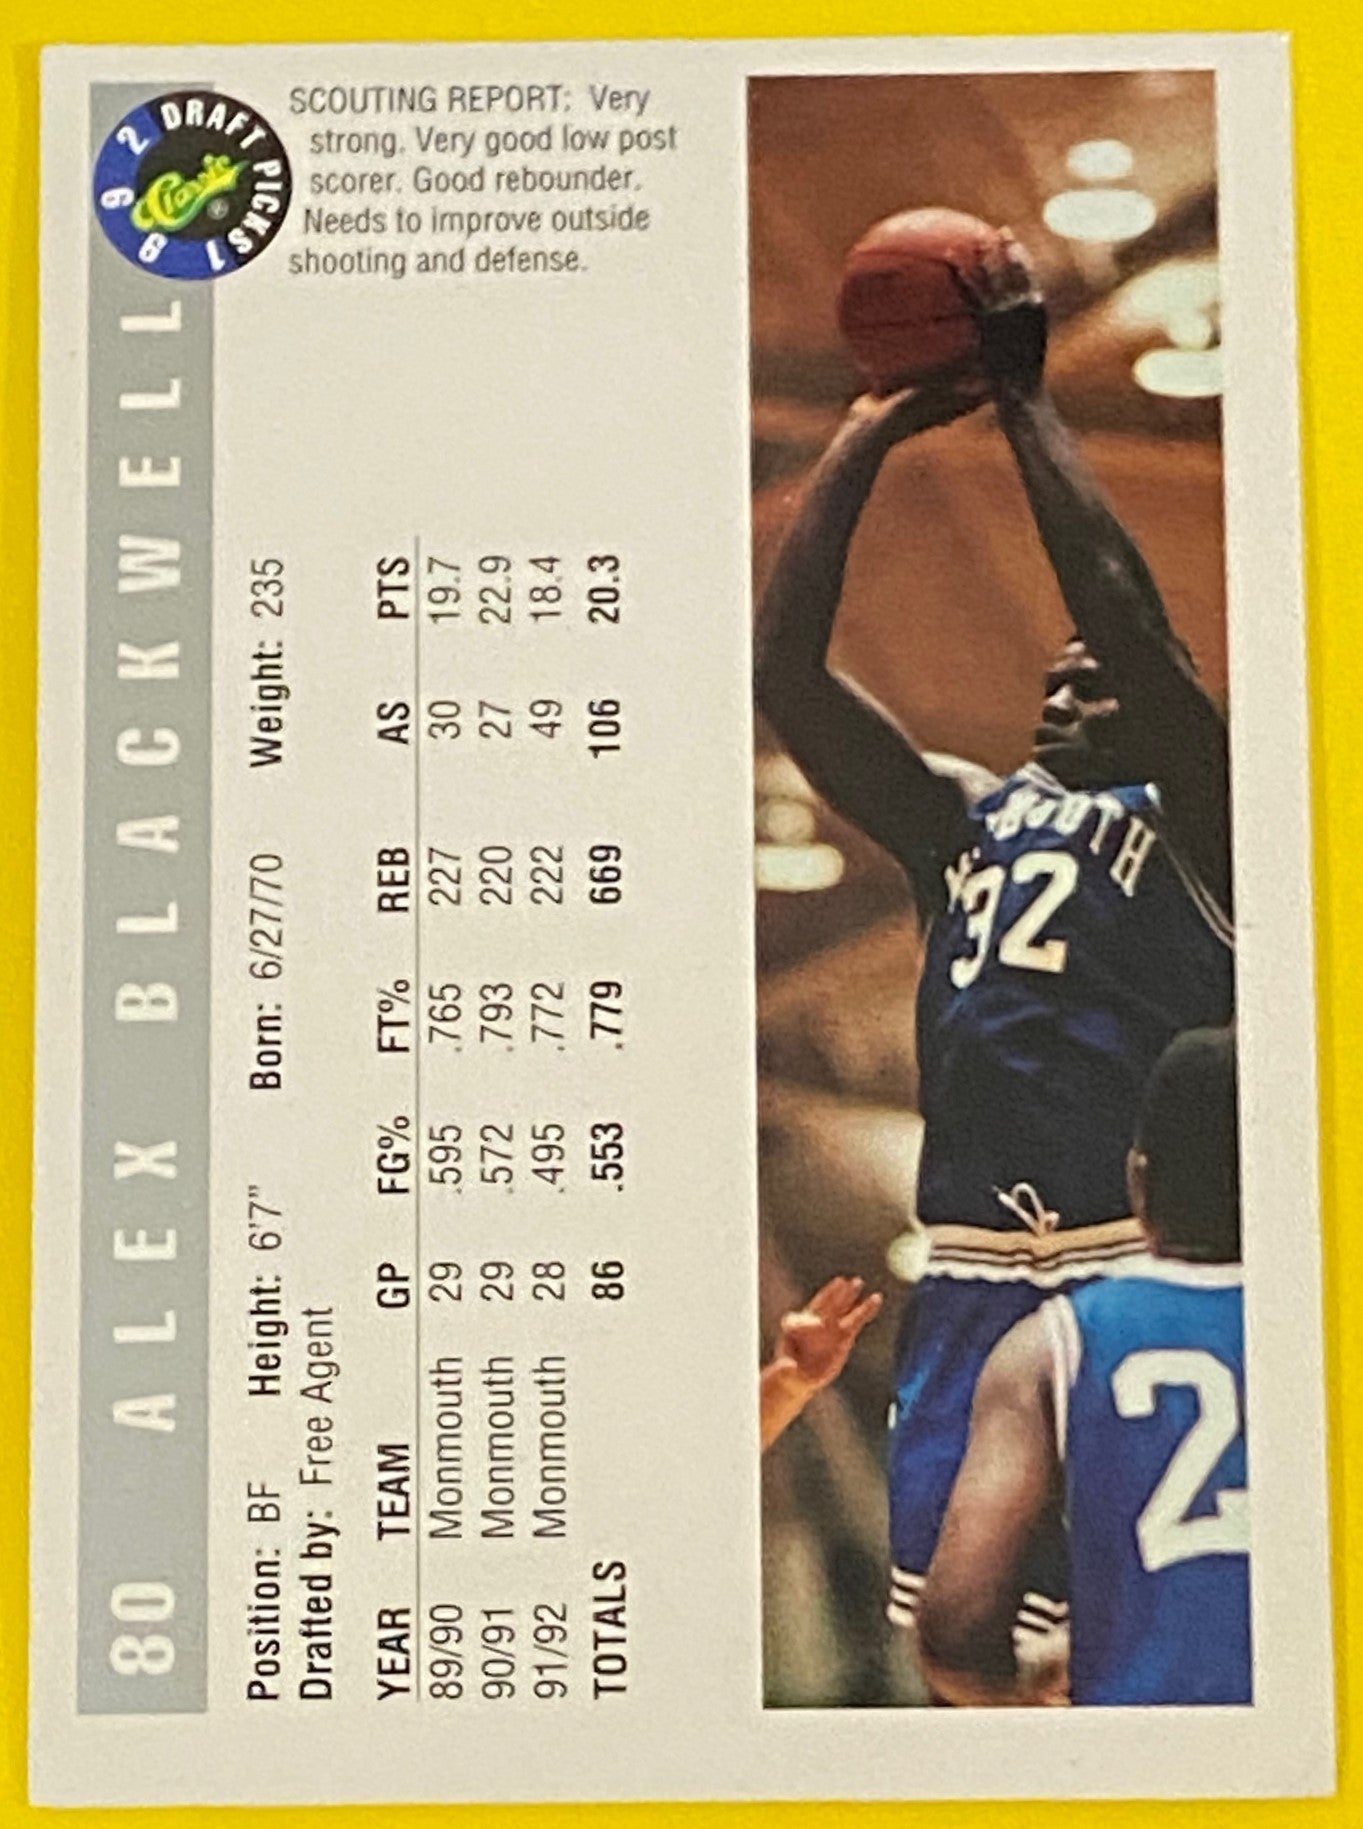 1992 DRAFT PICKS
Classic
®
SCOUTING REPORT: Very
strong. Very good low post
scorer. Good rebounder.
Needs to improve outside
shooting and defense.
80 ALEX BLACKWELL
Position: BF Height: 6'7" Born: 6/27/70 Weight: 235
Drafted by: Free Agent
YEAR TEAM GP FG% FT% REB AS PTS
89/90 Monmouth 29 .595 .765 227 30 19.7
90/91 Monmouth 29 .572 .793 220 27 22.9
91/92 Monmouth 28 .495 .772 222 49 18.4
TOTALS 86 .553 .779 669 106 20.3
32
2